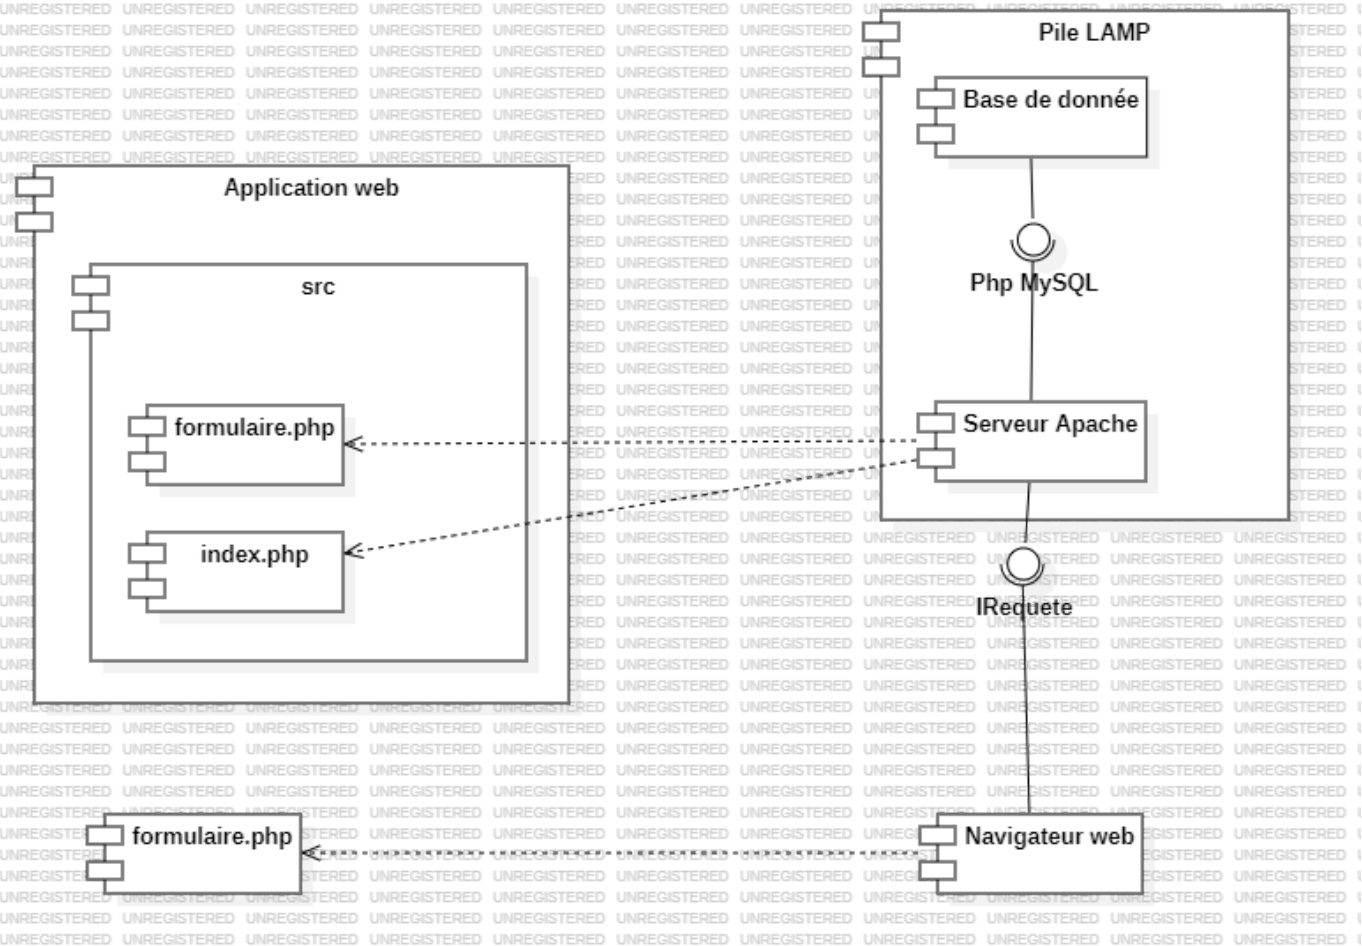 Pile LAMP
Base de donnée
Php MySQL
Serveur Apache
IRequete
Application web
src
formulaire.php
index.php
formulaire.php
Navigateur web
UNREGISTERED